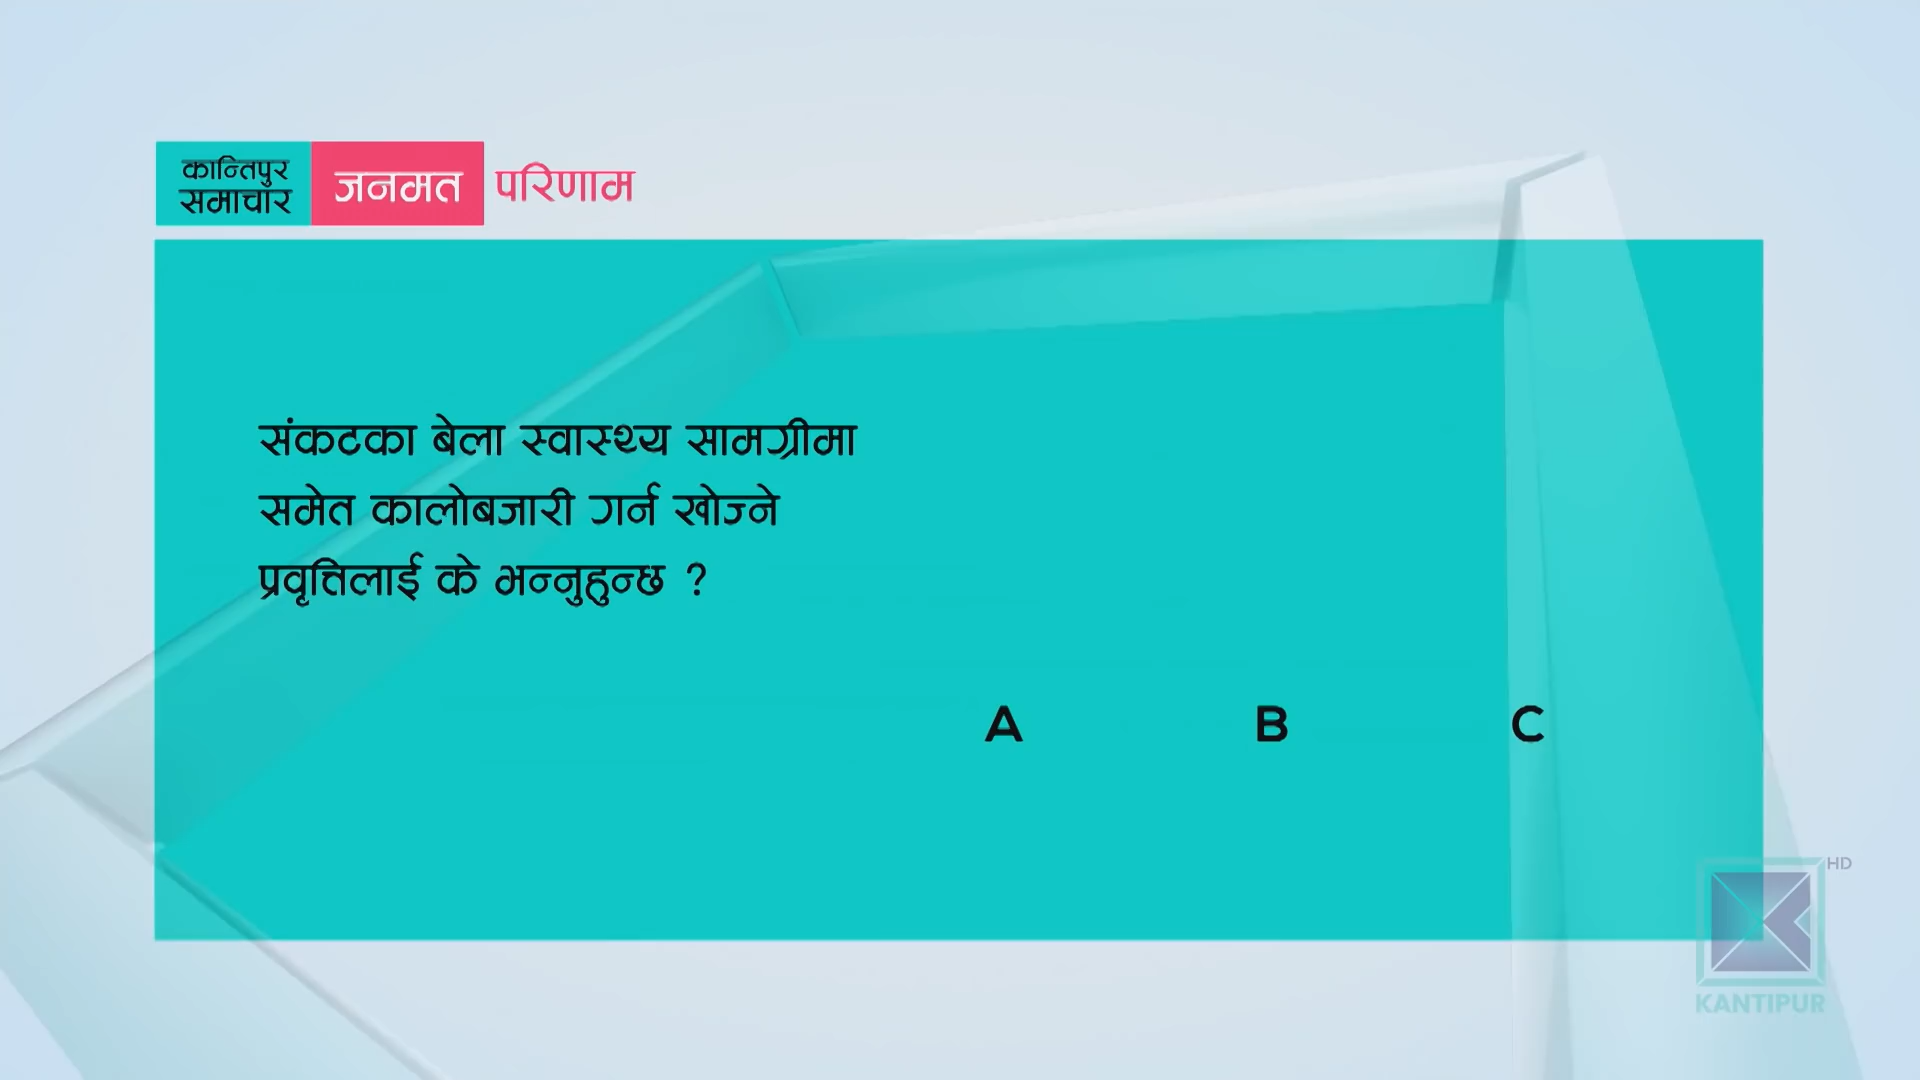 कान्तिपुर
समाचार
जनमत परिणाम
संकटका बेला स्वास्थ्य सामग्रीमा
समेत कालोबजारी गर्न खोज्ने
प्रवृत्तिलाई के भन्नुहुन्छ ?
A B C
HD
KANTIPUR